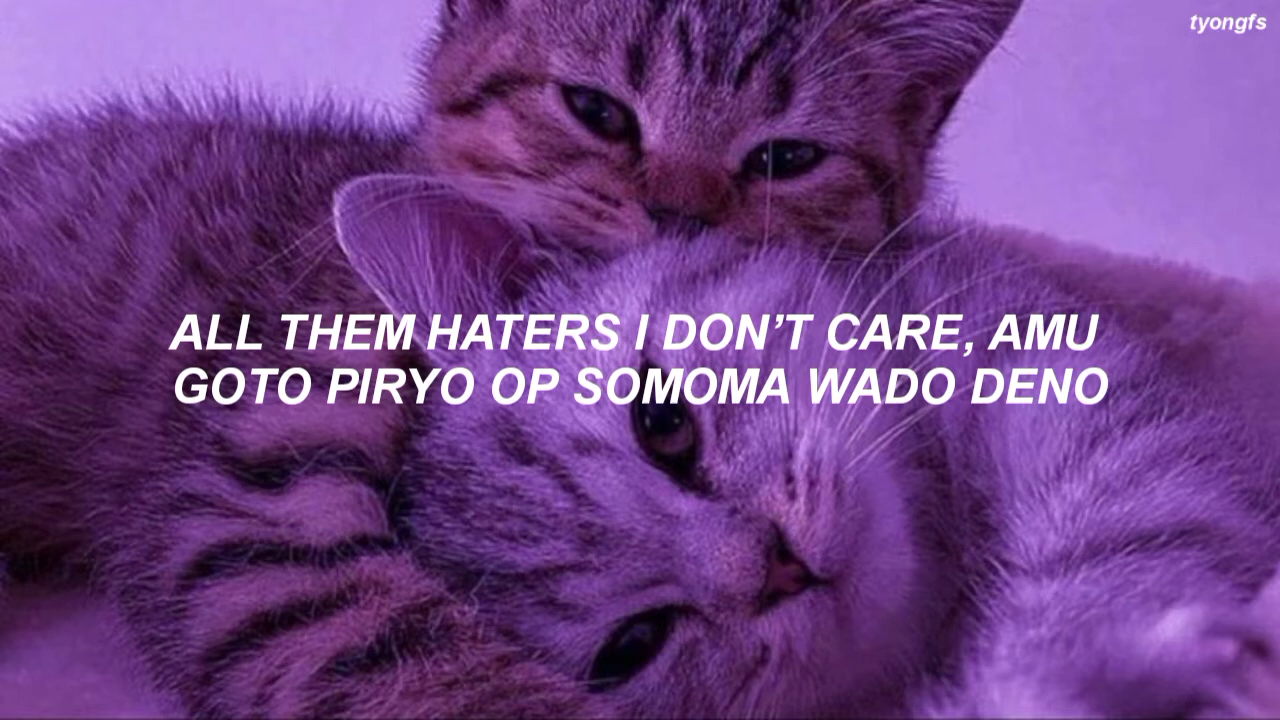 tyongfs
ALL THEM HATERS I DON’T CARE, AMU
GOTO PIRYO OP SOMOMA WADO DENO